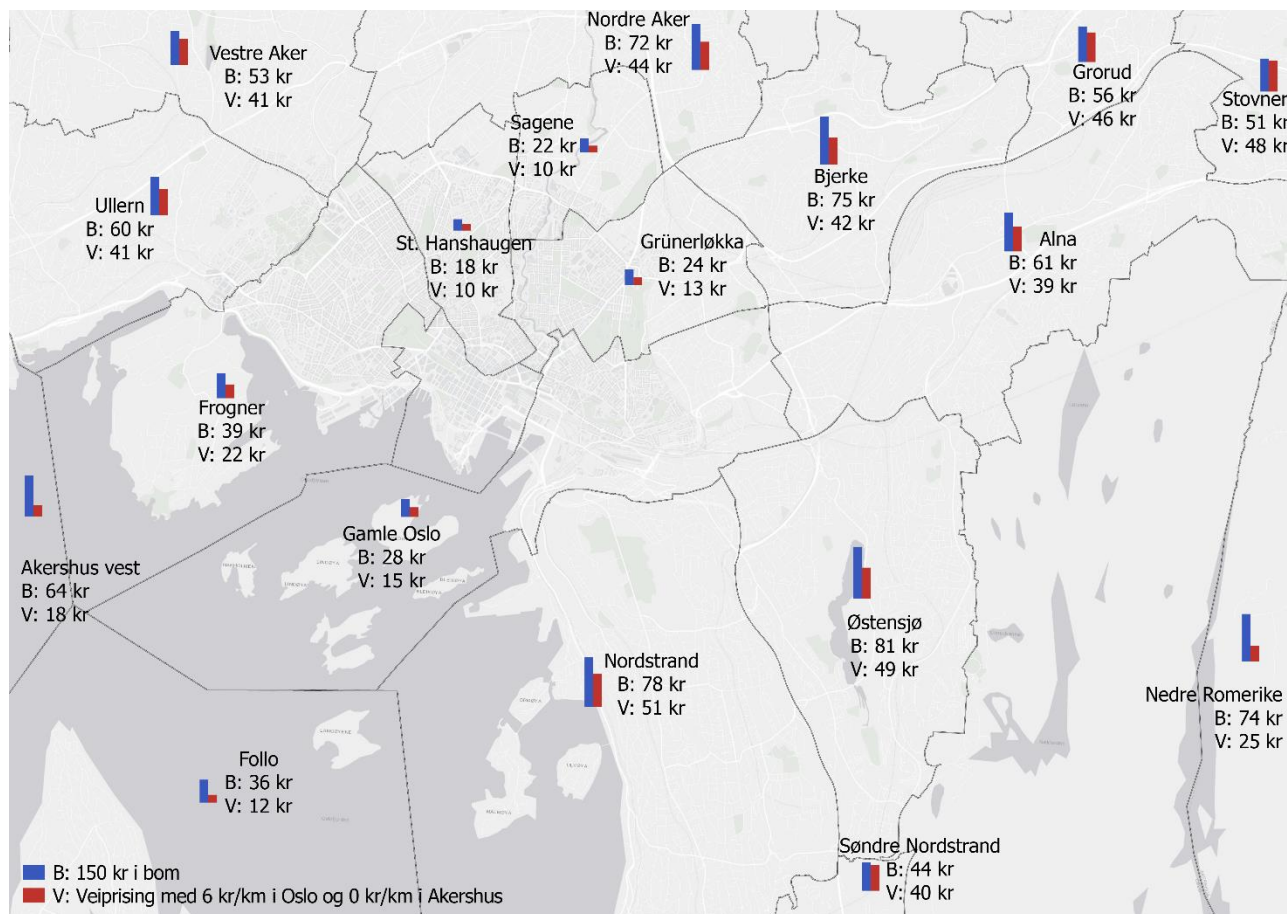 Nordre Aker
B: 72 kr
V: 44 kr
Vestre Aker
B: 53 kr
V: 41 kr
Grorud
B: 56 kr
V: 46 kr
Stovner
B: 51 kr
V: 48 kr
Sagene
B: 22 kr
V: 10 kr
Bjerke
B: 75 kr
V: 42 kr
Ullern
B: 60 kr
V: 41 kr
St. Hanshaugen
B: 18 kr
V: 10 kr
Grünerløkka
B: 24 kr
V: 13 kr
Alna
B: 61 kr
V: 39 kr
Frogner
B: 39 kr
V: 22 kr
Gamle Oslo
B: 28 kr
V: 15 kr
Akershus vest
B: 64 kr
V: 18 kr
Østensjø
B: 81 kr
V: 49 kr
Nordstrand
B: 78 kr
V: 51 kr
Nedre Romerike
B: 74 kr
V: 25 kr
Follo
B: 36 kr
V: 12 kr
Søndre Nordstrand
B: 44 kr
V: 40 kr
B: 150 kr i bom
V: Veiprising med 6 kr/km i Oslo og 0 kr/km i Akershus